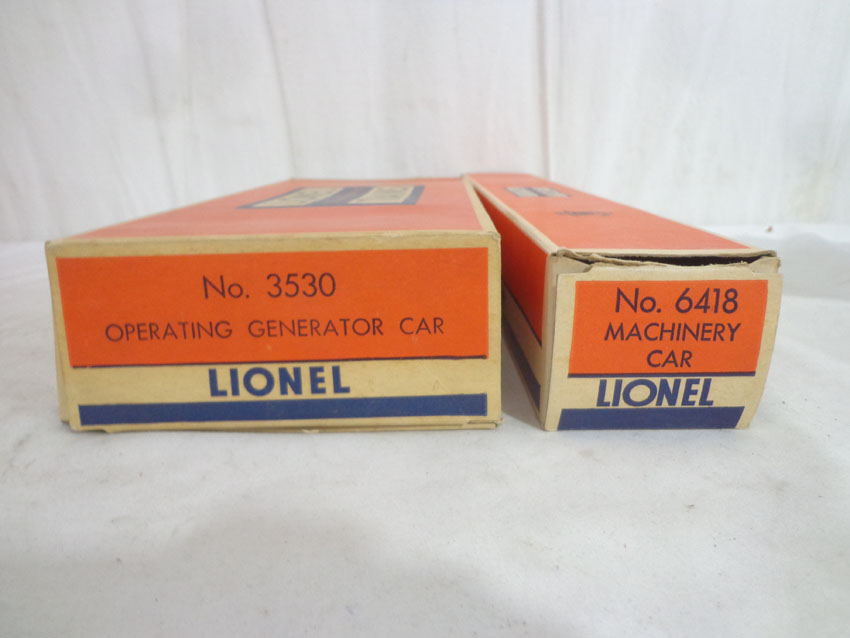 No. 3530
OPERATING GENERATOR CAR
LIONEL
No. 6418
MACHINERY
CAR
LIONEL